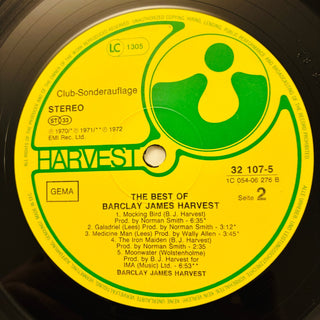 LC 1305
Club-Sonderauflage
STEREO
ST 33
℗ 1970/* ℗ 1971/** ℗ 1972
EMI Rec. Ltd.
HARVEST
GEMA
32 107-5
1C 054-06 276 B
Seite 2
THE BEST OF
BARCLAY JAMES HARVEST
1. Mocking Bird (B. J. Harvest)
Prod. by Norman Smith - 6:35*
2. Galadriel (Lees) Prod. by Norman Smith - 3:12*
3. Medicine Man (Lees) Prod. by Wally Allen - 3:45*
4. The Iron Maiden (B. J. Harvest)
Prod. by Norman Smith - 2:41
5. Moonwater (Wolstenholme)
Prod. by B. J. Harvest for
IMA (Music) Ltd. - 6:53**
BARCLAY JAMES HARVEST